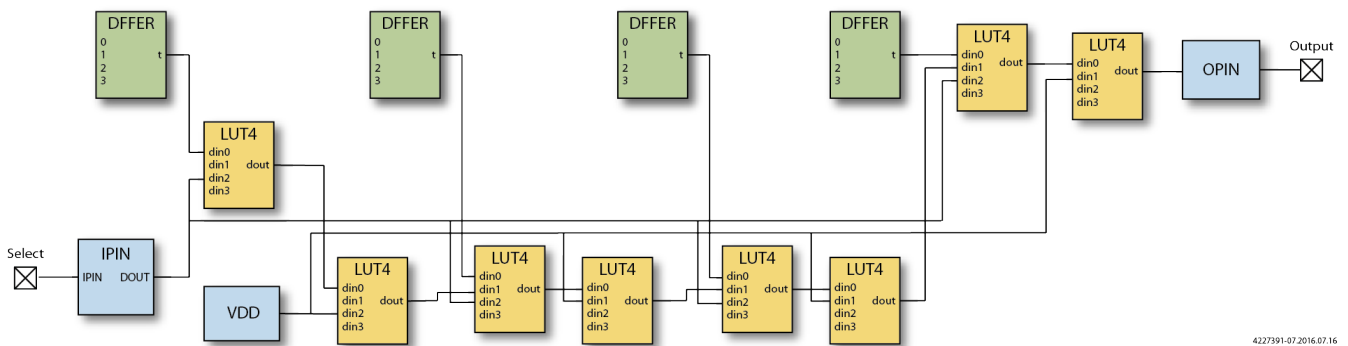 DFFER
0
1 t
2
3
DFFER
0
1 t
2
3
DFFER
0
1 t
2
3
DFFER
0
1 t
2
3
LUT4
din0
din1 dout
din2
din3
LUT4
din0
din1 dout
din2
din3
OPIN
Output
LUT4
din0
din1 dout
din2
din3
Select
IPIN
IPIN DOUT
VDD
LUT4
din0
din1 dout
din2
din3
LUT4
din0
din1 dout
din2
din3
LUT4
din0
din1 dout
din2
din3
LUT4
din0
din1 dout
din2
din3
LUT4
din0
din1 dout
din2
din3
4227391-07.2016.07.16